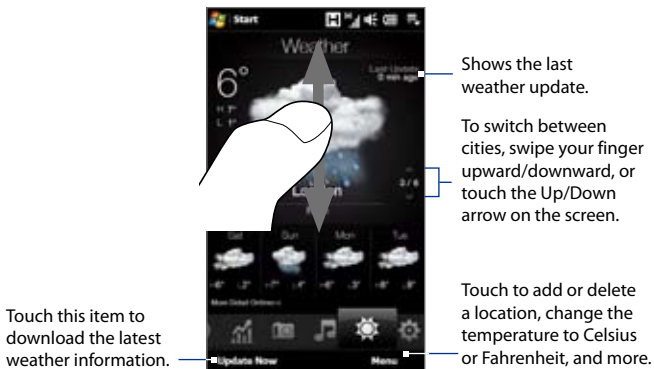 Start
Weather
Last Update
0 min ago
6°
2 / 6
Sat Sun Mon Tue
More Detail Online
Update Now
Menu
Shows the last
weather update.
To switch between
cities, swipe your finger
upward/downward, or
touch the Up/Down
arrow on the screen.
Touch to add or delete
a location, change the
temperature to Celsius
or Fahrenheit, and more.
Touch this item to
download the latest
weather information.